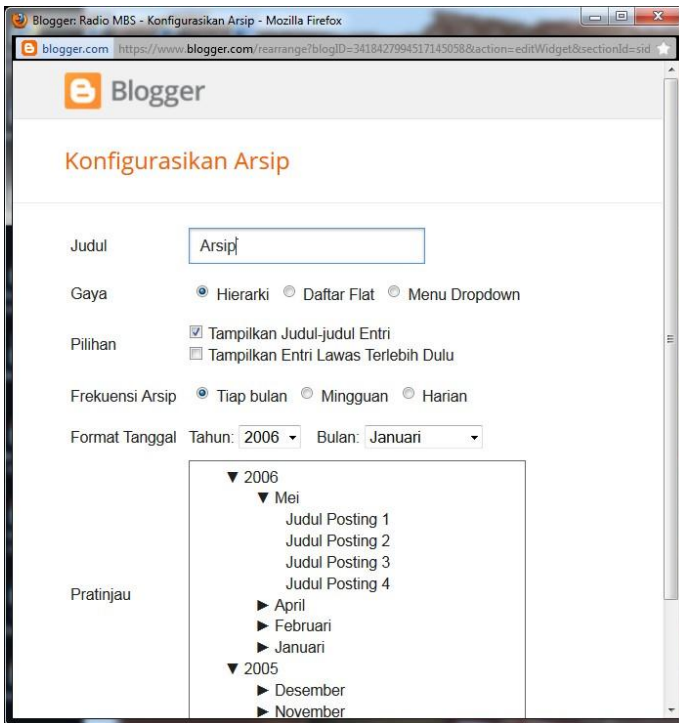 Blogger: Radio MBS - Konfigurasikan Arsip - Mozilla Firefox
blogger.com https://www.blogger.com/rearrange?blogID=3418427994517145058&action=editWidget&sectionId=sid
Blogger
Konfigurasikan Arsip
Judul Arsip
Gaya Hierarki Daftar Flat Menu Dropdown
Pilihan
Tampilkan Judul-judul Entri
Tampilkan Entri Lawas Terlebih Dulu
Frekuensi Arsip Tiap bulan Mingguan Harian
Format Tanggal Tahun: 2006 Bulan: Januari
Pratinjau
▼ 2006
▼ Mei
Judul Posting 1
Judul Posting 2
Judul Posting 3
Judul Posting 4
► April
► Februari
► Januari
▼ 2005
► Desember
► November